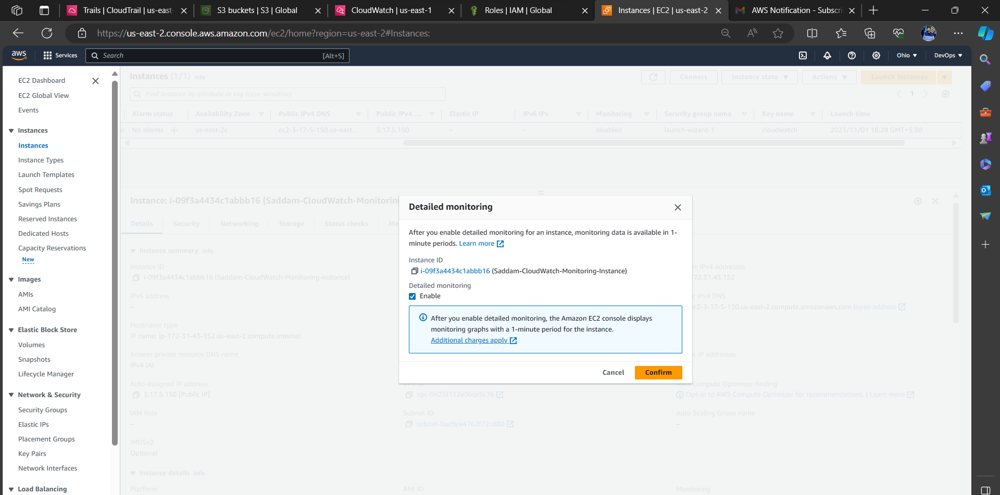 Trails | CloudTrail | us-east-
S3 buckets | S3 | Global
CloudWatch | us-east-1
Roles | IAM | Global
Instances | EC2 | us-east-2
AWS Notification - Subscri
https://us-east-2.console.aws.amazon.com/ec2/home?region=us-east-2#Instances:
aws
Services
Search
[Alt+S]
Ohio
DevOps
EC2 Dashboard
EC2 Global View
Events
Instances
Instances
Instance Types
Launch Templates
Spot Requests
Savings Plans
Reserved Instances
Dedicated Hosts
Capacity Reservations
New
Images
AMIs
AMI Catalog
Elastic Block Store
Volumes
Snapshots
Lifecycle Manager
Network & Security
Security Groups
Elastic IPs
Placement Groups
Key Pairs
Network Interfaces
Load Balancing
Instances (1/1) Info
Connect
Instance state
Actions
Launch instances
Find Instance by attribute or tag (case-sensitive)
1
Alarm status
Availability Zone
Public IPv4 DNS
Public IPv4 ...
Elastic IP
IPv6 IPs
Monitoring
Security group name
Key name
Launch time
ed
No alarms
us-east-2c
ec2-3-17-5-150.us-east...
3.17.5.150
–
–
disabled
launch-wizard-1
cloudwatch
2023/11/01 18:28 GMT+5:30
Instance: i-09f3a4434c1abbb16 (Saddam-CloudWatch-Monitorin
Details
Security
Networking
Storage
Status checks
Mo
Instance summary Info
Instance ID
i-09f3a4434c1abbb16 (Saddam-CloudWatch-Monitoring-Instance)
te IPv4 addresses
172.31.43.152
IPv6 address
–
c IPv4 DNS
c2-3-17-5-150.us-east-2.compute.amazonaws.com |open address
Hostname type
IP name: ip-172-31-43-152.us-east-2.compute.internal
Answer private resource DNS name
IPv4 (A)
c IP addresses
Auto-assigned IP address
3.17.5.150 [Public IP]
VPC ID
vpc-0d25f112e0bce5c76
AWS Compute Optimizer finding
Opt-in to AWS Compute Optimizer for recommendations. | Learn more
IAM Role
–
Subnet ID
subnet-0ad9ce4762f72c880
Auto Scaling Group name
–
IMDSv2
Optional
Instance details Info
Platform
AMI ID
Monitoring
Detailed monitoring
After you enable detailed monitoring for an instance, monitoring data is available in 1-
minute periods. Learn more
Instance ID
i-09f3a4434c1abbb16 (Saddam-CloudWatch-Monitoring-Instance)
Detailed monitoring
Enable
After you enable detailed monitoring, the Amazon EC2 console displays
monitoring graphs with a 1-minute period for the instance.
Additional charges apply
Cancel
Confirm